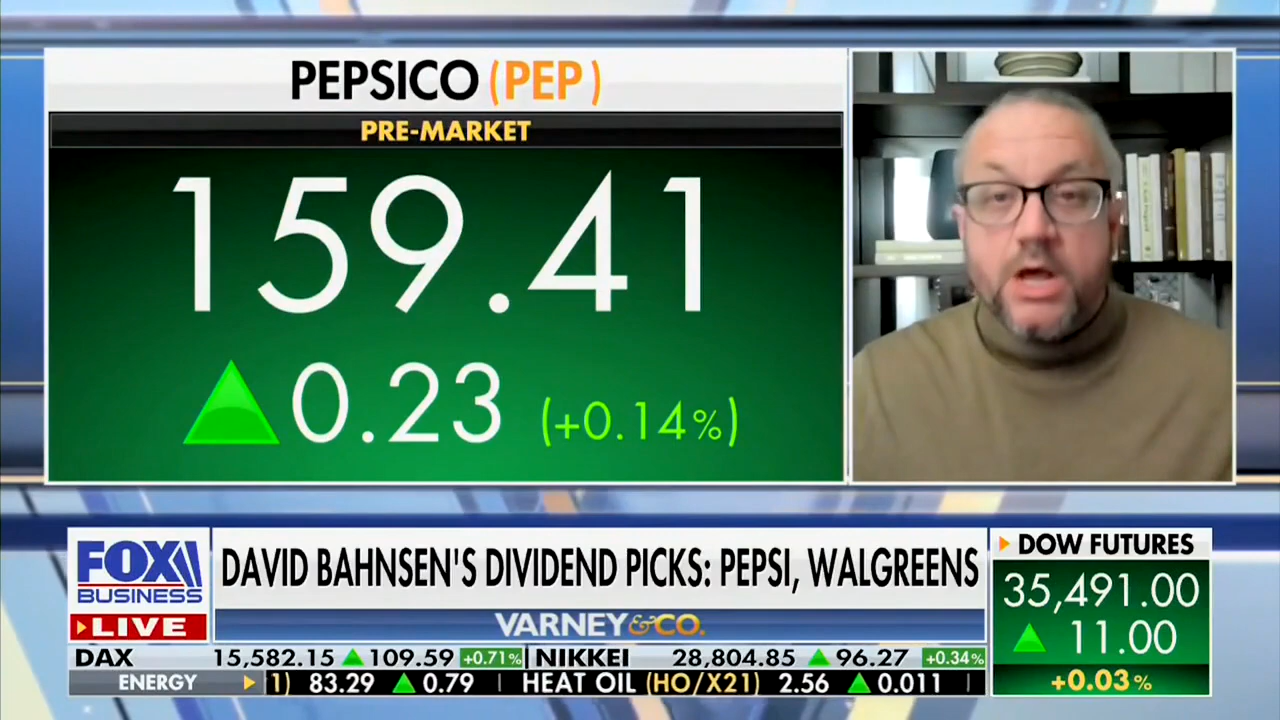 PEPSICO (PEP)
PRE-MARKET
159.41
▲ 0.23 (+0.14%)
FOX BUSINESS
LIVE
DAVID BAHNSEN'S DIVIDEND PICKS: PEPSI, WALGREENS
VARNEY & CO.
DOW FUTURES
35,491.00
▲ 11.00
+0.03%
DAX 15,582.15 ▲ 109.59 +0.71% NIKKEI 28,804.85 ▲ 96.27 +0.34%
ENERGY 1) 83.29 ▲ 0.79 | HEAT OIL (HO/X21) 2.56 ▲ 0.011 |